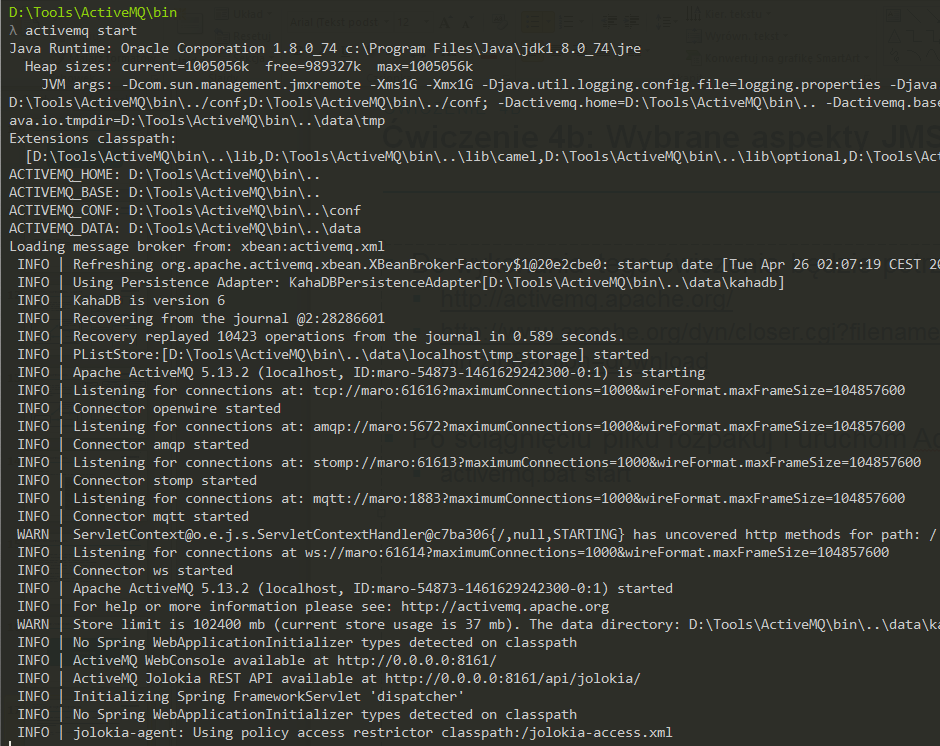 D:\Tools\ActiveMQ\bin
λ activemq start
Java Runtime: Oracle Corporation 1.8.0_74 c:\Program Files\Java\jdk1.8.0_74\jre
Heap sizes: current=1005056k  free=989327k  max=1005056k
JVM args: -Dcom.sun.management.jmxremote -Xms1G -Xmx1G -Djava.util.logging.config.file=logging.properties -Djava
D:\Tools\ActiveMQ\bin\../conf;D:\Tools\ActiveMQ\bin\../conf; -Dactivemq.home=D:\Tools\ActiveMQ\bin\.. -Dactivemq.base
ava.io.tmpdir=D:\Tools\ActiveMQ\bin\..\data\tmp
Extensions classpath:
Ćwiczenie 4b: Wybrane aspekty JMS
[D:\Tools\ActiveMQ\bin\..\lib,D:\Tools\ActiveMQ\bin\..\lib\camel,D:\Tools\ActiveMQ\bin\..\lib\optional,D:\Tools\Act
ACTIVEMQ_HOME: D:\Tools\ActiveMQ\bin\..
ACTIVEMQ_BASE: D:\Tools\ActiveMQ\bin\..
ACTIVEMQ_CONF: D:\Tools\ActiveMQ\bin\..\conf
ACTIVEMQ_DATA: D:\Tools\ActiveMQ\bin\..\data
Loading message broker from: xbean:activemq.xml
INFO | Refreshing org.apache.activemq.xbean.XBeanBrokerFactory$1@20e2cbe0: startup date [Tue Apr 26 02:07:19 CEST 20
INFO | Using Persistence Adapter: KahaDBPersistenceAdapter[D:\Tools\ActiveMQ\bin\..\data\kahadb]
INFO | KahaDB is version 6
http://activemq.apache.org/
INFO | Recovering from the journal @2:28286601
INFO | Recovery replayed 10423 operations from the journal in 0.589 seconds.
INFO | PListStore:[D:\Tools\ActiveMQ\bin\..\data\localhost\tmp_storage] started
INFO | Apache ActiveMQ 5.13.2 (localhost, ID:maro-54873-1461629242300-0:1) is starting
INFO | Listening for connections at: tcp://maro:61616?maximumConnections=1000&wireFormat.maxFrameSize=104857600
INFO | Connector openwire started
INFO | Listening for connections at: amqp://maro:5672?maximumConnections=1000&wireFormat.maxFrameSize=104857600
INFO | Connector amqp started
INFO | Listening for connections at: stomp://maro:61613?maximumConnections=1000&wireFormat.maxFrameSize=104857600
INFO | Connector stomp started
activemq.bat start
INFO | Listening for connections at: mqtt://maro:1883?maximumConnections=1000&wireFormat.maxFrameSize=104857600
INFO | Connector mqtt started
WARN | ServletContext@o.e.j.s.ServletContextHandler@c7ba306{/,null,STARTING} has uncovered http methods for path: /
INFO | Listening for connections at ws://maro:61614?maximumConnections=1000&wireFormat.maxFrameSize=104857600
INFO | Connector ws started
INFO | Apache ActiveMQ 5.13.2 (localhost, ID:maro-54873-1461629242300-0:1) started
INFO | For help or more information please see: http://activemq.apache.org
WARN | Store limit is 102400 mb (current store usage is 37 mb). The data directory: D:\Tools\ActiveMQ\bin\..\data\ka
INFO | No Spring WebApplicationInitializer types detected on classpath
INFO | ActiveMQ WebConsole available at http://0.0.0.0:8161/
INFO | ActiveMQ Jolokia REST API available at http://0.0.0.0:8161/api/jolokia/
INFO | Initializing Spring FrameworkServlet 'dispatcher'
INFO | No Spring WebApplicationInitializer types detected on classpath
INFO | jolokia-agent: Using policy access restrictor classpath:/jolokia-access.xml